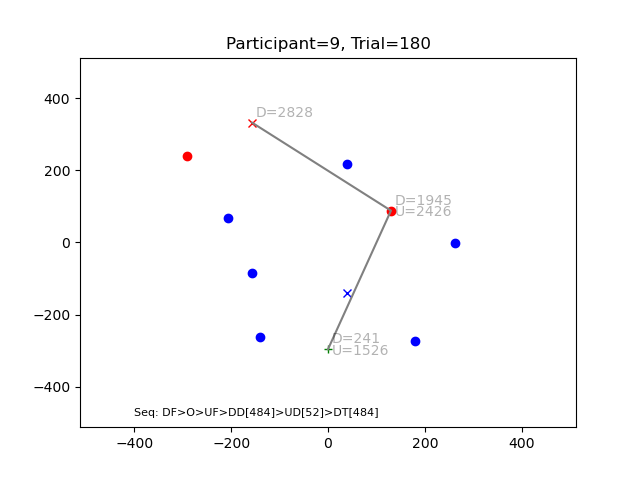 Participant=9, Trial=180
400
200
0
−200
−400
−400
−200
0
200
400
D=2828
D=1945
U=2426
D=241
U=1526
Seq: DF>O>UF>DD[484]>UD[52]>DT[484]